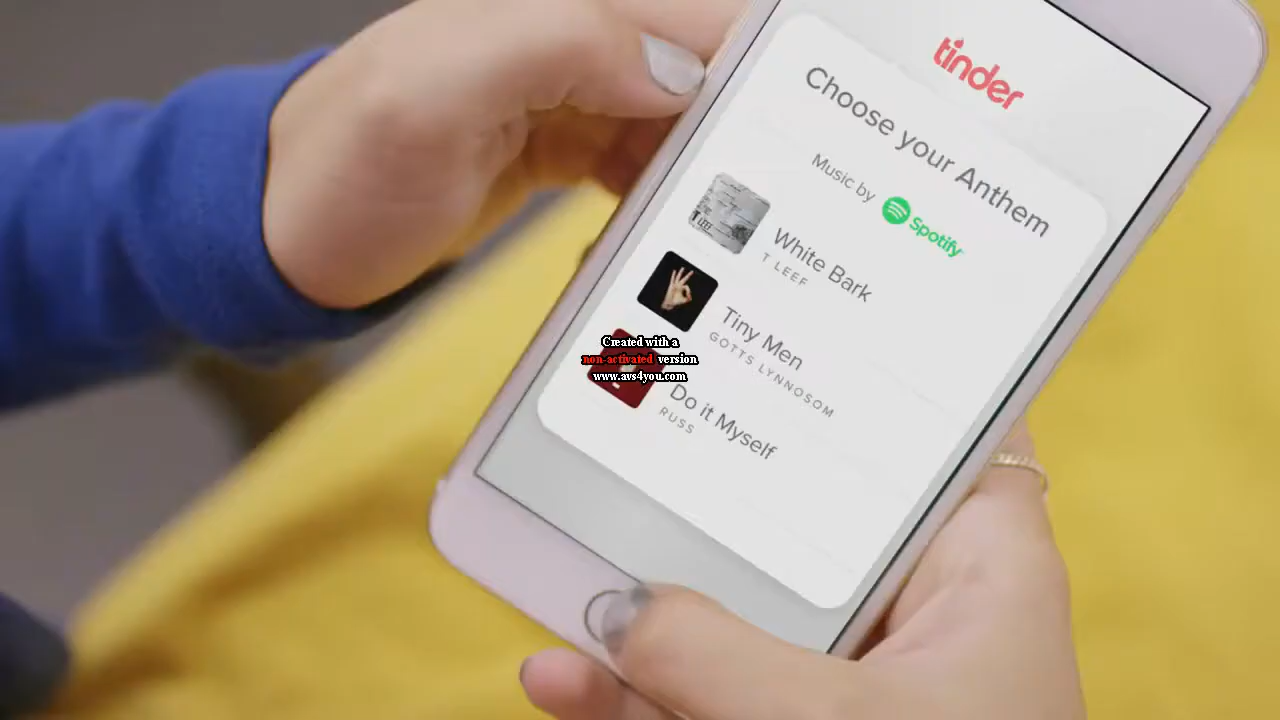 tinder
Choose your Anthem
Music by Spotify
T LEEF
White Bark
T LEEF
Tiny Men
GOTTS LYNNOSOM
Created with a
non-activated version
www.avs4you.com
Do it Myself
RUSS